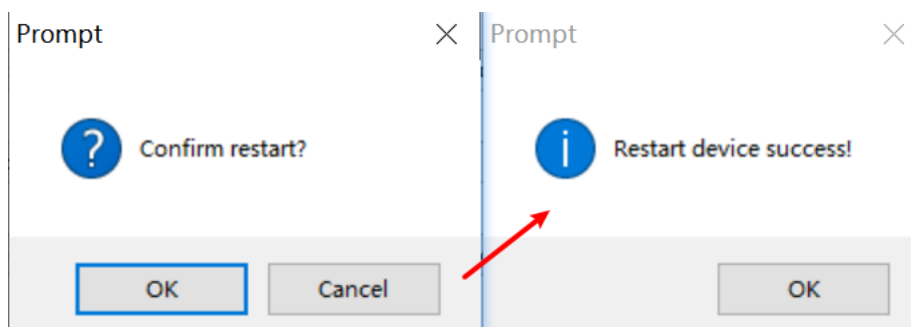 Prompt
Confirm restart?
OK Cancel
Prompt
Restart device success!
OK